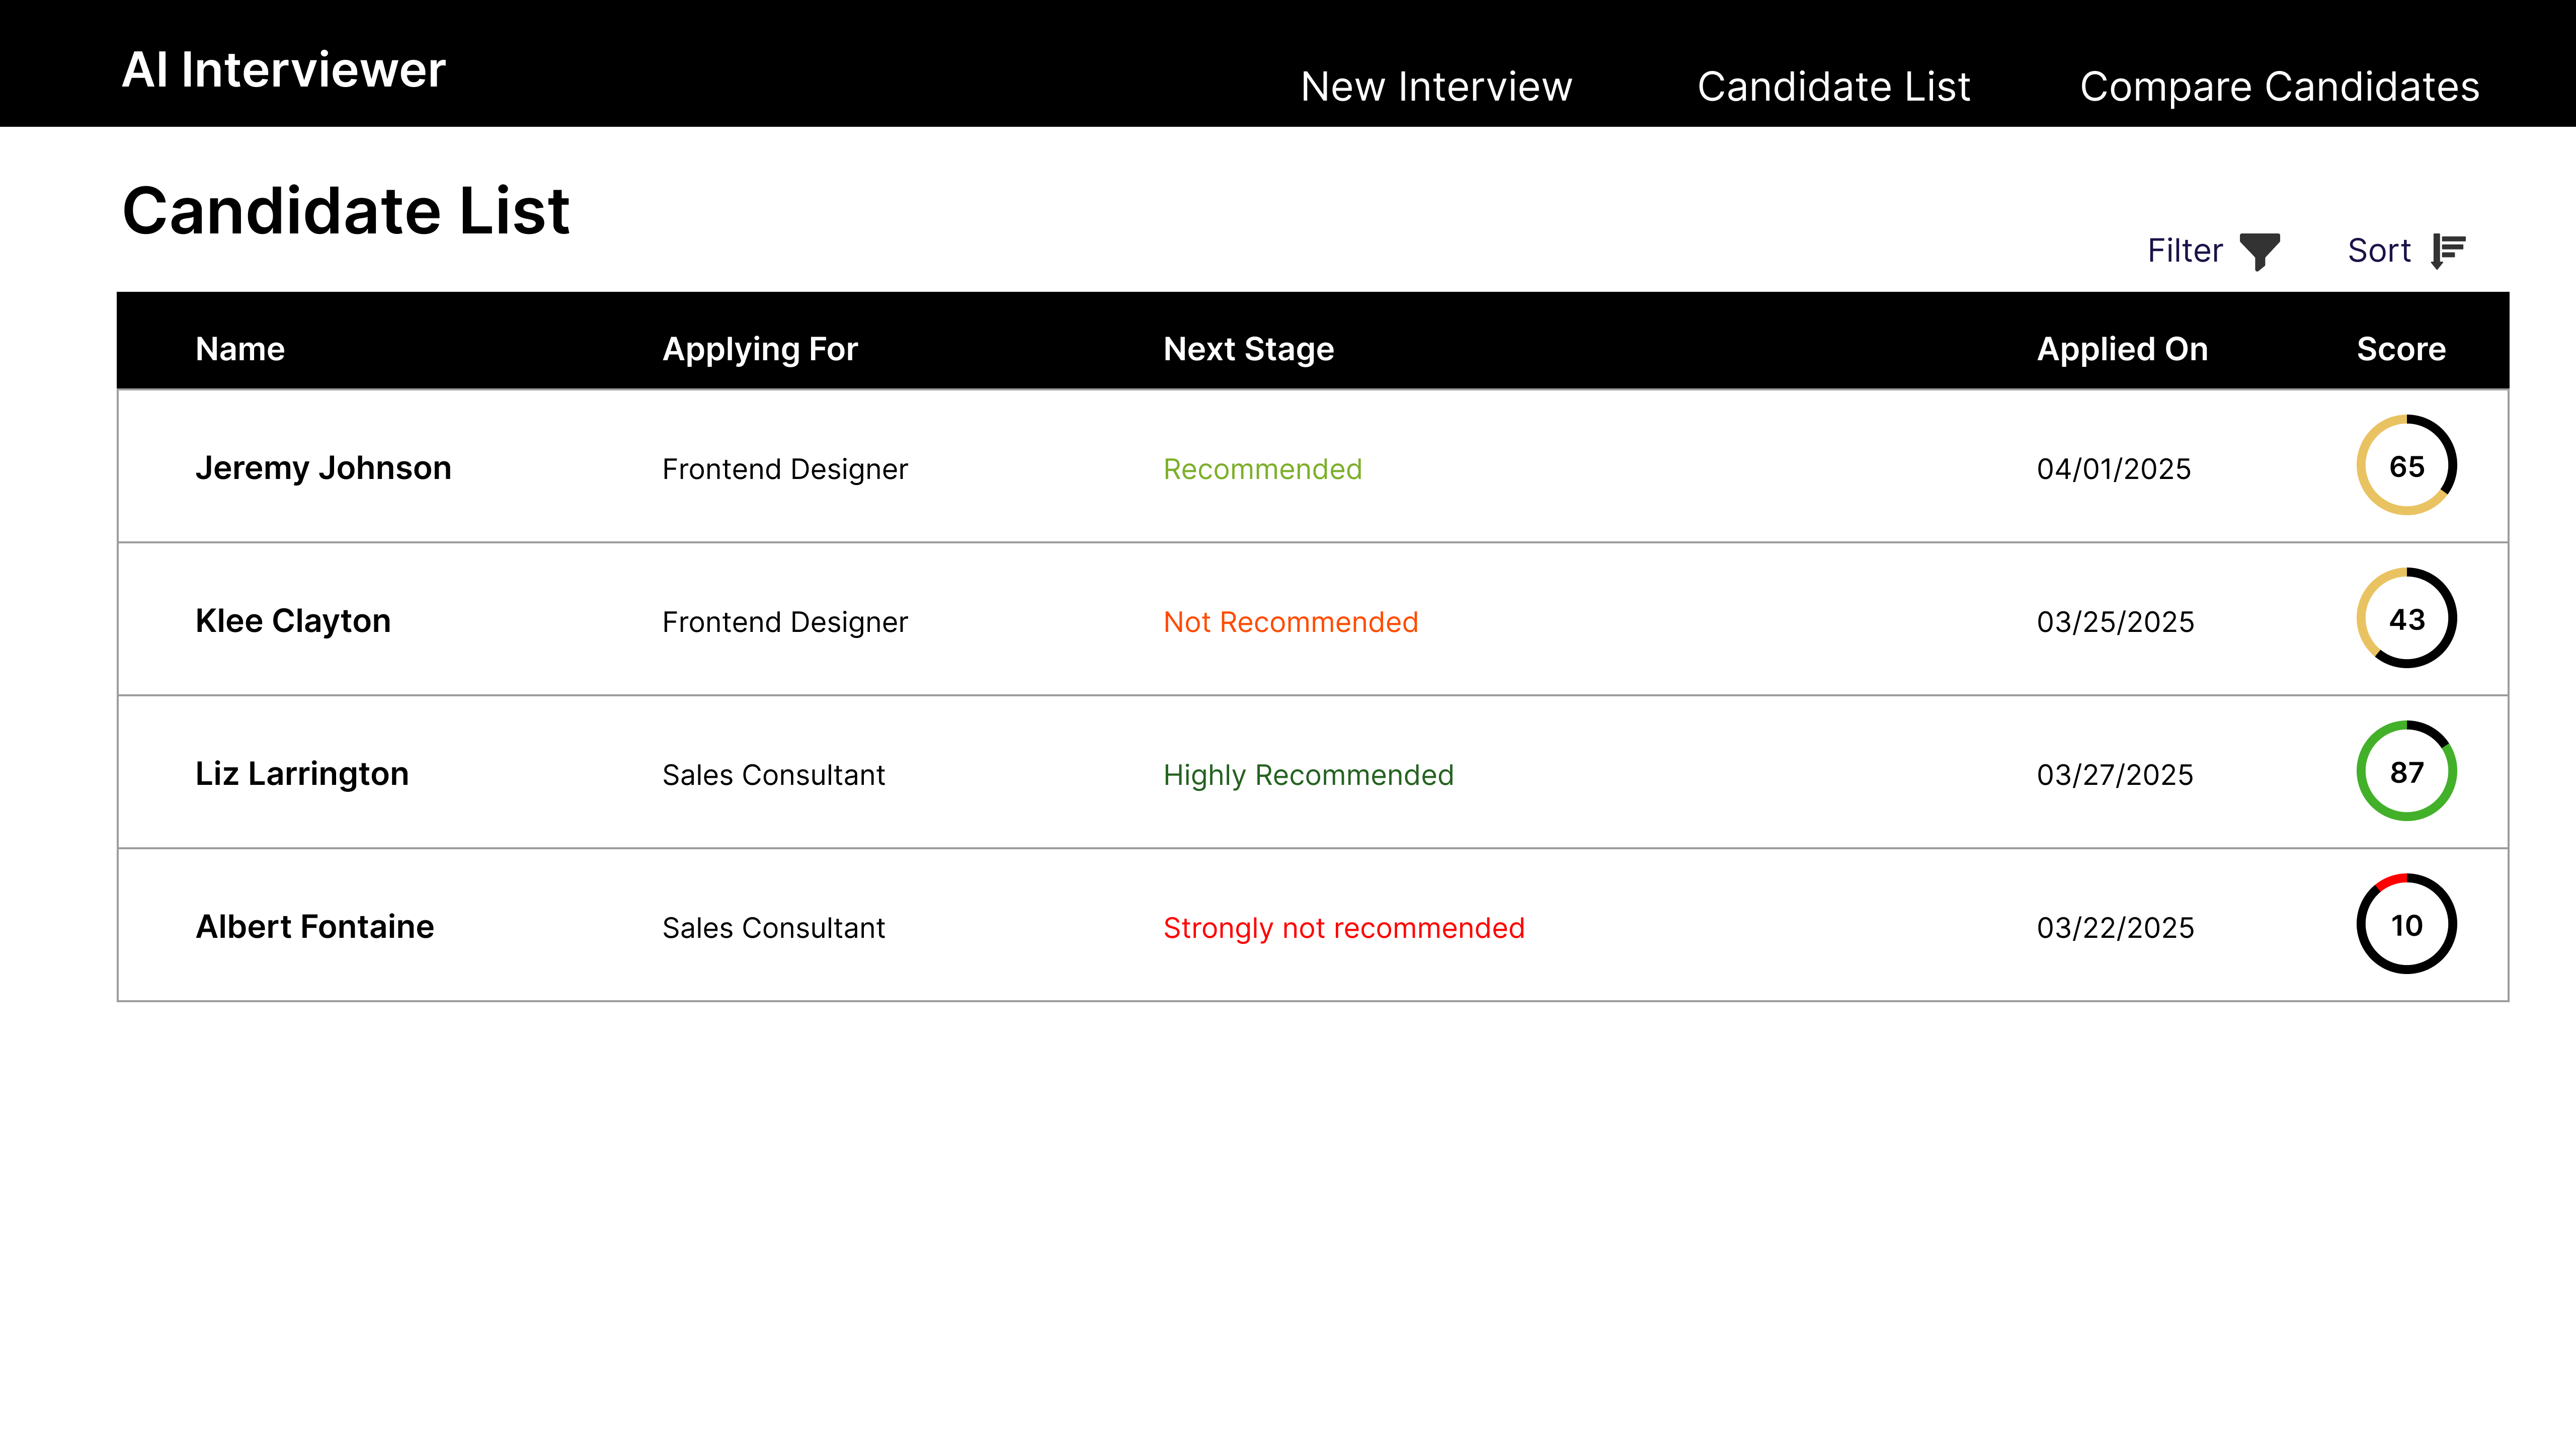 AI Interviewer
New Interview Candidate List Compare Candidates
Candidate List
Filter Sort
Name Applying For Next Stage Applied On Score
Jeremy Johnson Frontend Designer Recommended 04/01/2025 65
Klee Clayton Frontend Designer Not Recommended 03/25/2025 43
Liz Larrington Sales Consultant Highly Recommended 03/27/2025 87
Albert Fontaine Sales Consultant Strongly not recommended 03/22/2025 10